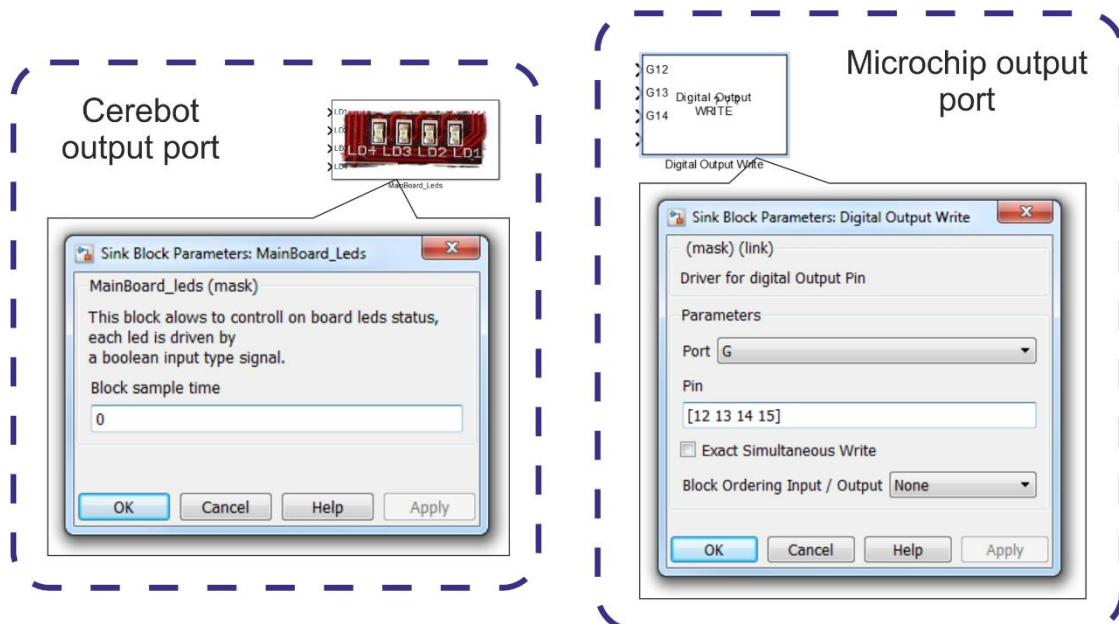 Cerebot
output port
LD1
LD2
LD3
LD4
LD4 LD3 LD2 LD1
MainBoard_Leds
Sink Block Parameters: MainBoard_Leds
MainBoard_leds (mask)
This block alows to controll on board leds status,
each led is driven by
a boolean input type signal.
Block sample time
0
OK Cancel Help Apply
Microchip output
port
G12
G13
G14
Digital Output
WRITE
Digital Output Write
Sink Block Parameters: Digital Output Write
(mask) (link)
Driver for digital Output Pin
Parameters
Port G
Pin
[12 13 14 15]
Exact Simultaneous Write
Block Ordering Input / Output None
OK Cancel Help Apply